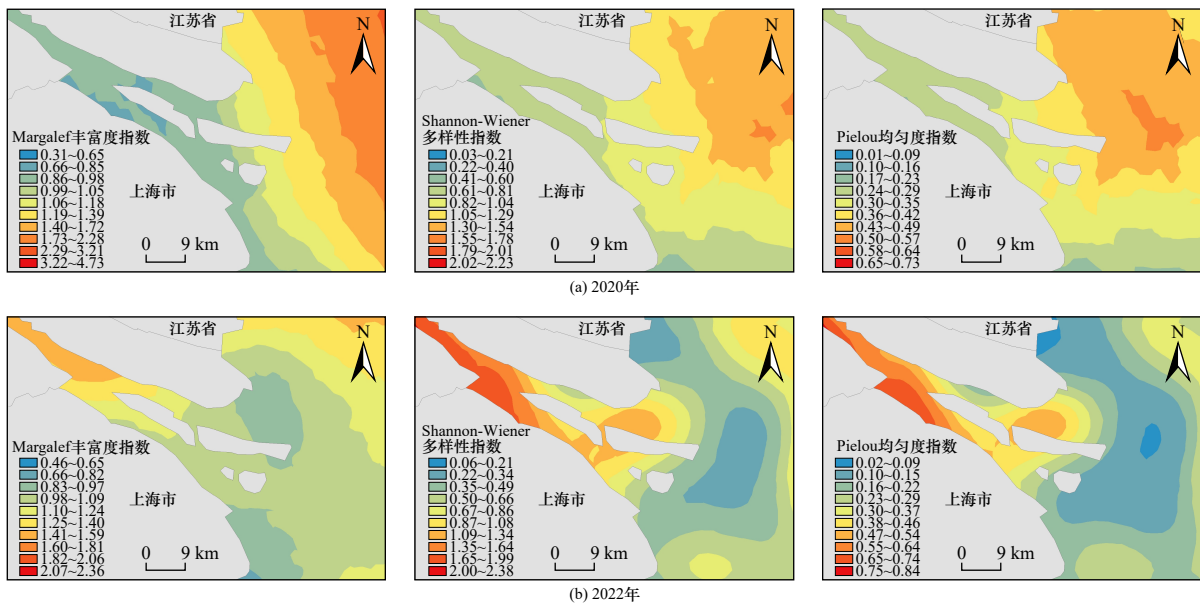 江苏省
N
Margalef丰富度指数
0.31~0.65
0.66~0.85
0.86~0.98
0.99~1.05
1.06~1.18
1.19~1.39
1.40~1.72
1.73~2.28
2.29~3.21
3.22~4.73
上海市
0 9 km
江苏省
N
Shannon-Wiener
多样性指数
0.03~0.21
0.22~0.40
0.41~0.60
0.61~0.81
0.82~1.04
1.05~1.29
1.30~1.54
1.55~1.78
1.79~2.01
2.02~2.23
上海市
0 9 km
江苏省
N
Pielou均匀度指数
0.01~0.09
0.10~0.16
0.17~0.23
0.24~0.29
0.30~0.35
0.36~0.42
0.43~0.49
0.50~0.57
0.58~0.64
0.65~0.73
上海市
0 9 km
(a) 2020年
江苏省
N
Margalef丰富度指数
0.46~0.65
0.66~0.82
0.83~0.97
0.98~1.09
1.10~1.24
1.25~1.40
1.41~1.59
1.60~1.81
1.82~2.06
2.07~2.36
上海市
0 9 km
江苏省
N
Shannon-Wiener
多样性指数
0.06~0.21
0.22~0.34
0.35~0.49
0.50~0.66
0.67~0.86
0.87~1.08
1.09~1.34
1.35~1.64
1.65~1.99
2.00~2.38
上海市
0 9 km
江苏省
N
Pielou均匀度指数
0.02~0.09
0.10~0.15
0.16~0.22
0.23~0.29
0.30~0.37
0.38~0.46
0.47~0.54
0.55~0.64
0.65~0.74
0.75~0.84
上海市
0 9 km
(b) 2022年